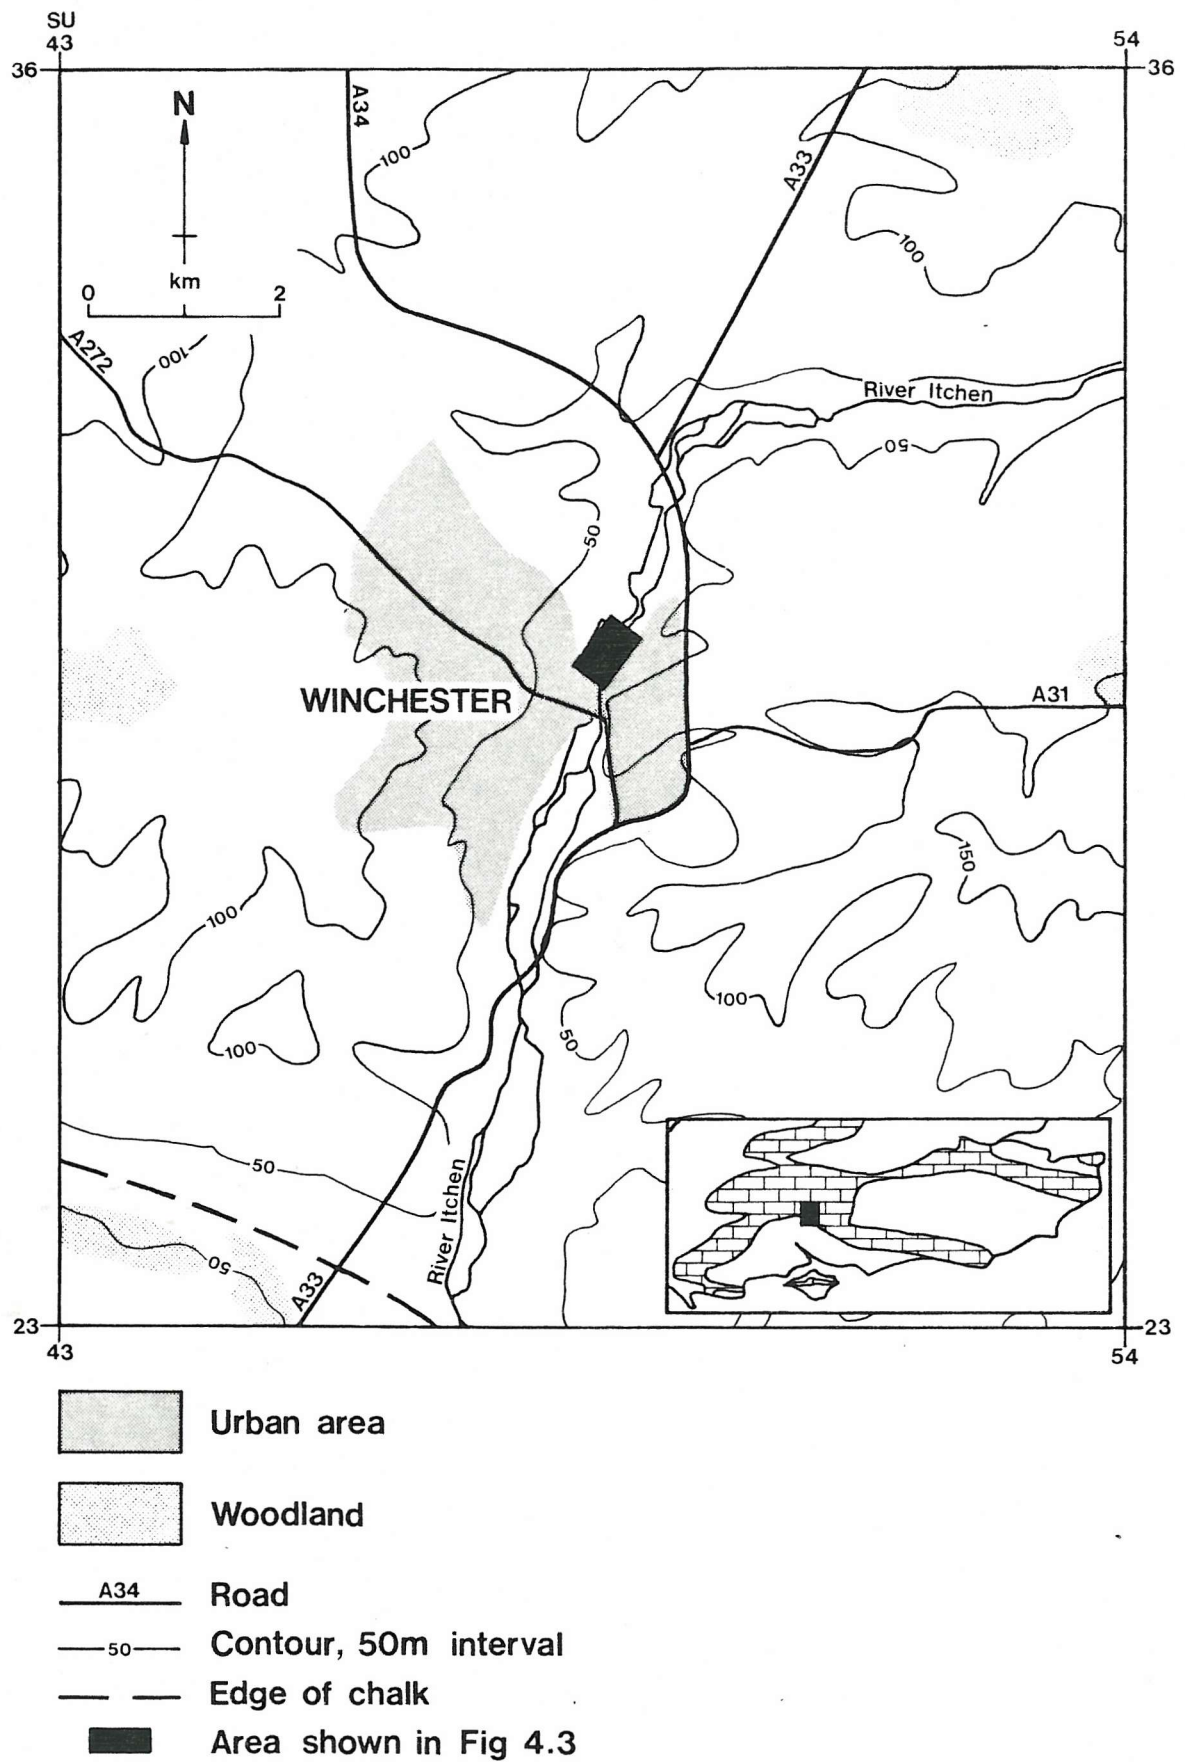 SU
43
54
36
36
N
A34
100
A33
km
0
2
100
A272
100
River Itchen
50
50
WINCHESTER
A31
150
100
100
100
50
50
River Itchen
50
A33
23
23
43
54
Urban area
Woodland
A34
Road
50
Contour, 50m interval
Edge of chalk
Area shown in Fig 4.3